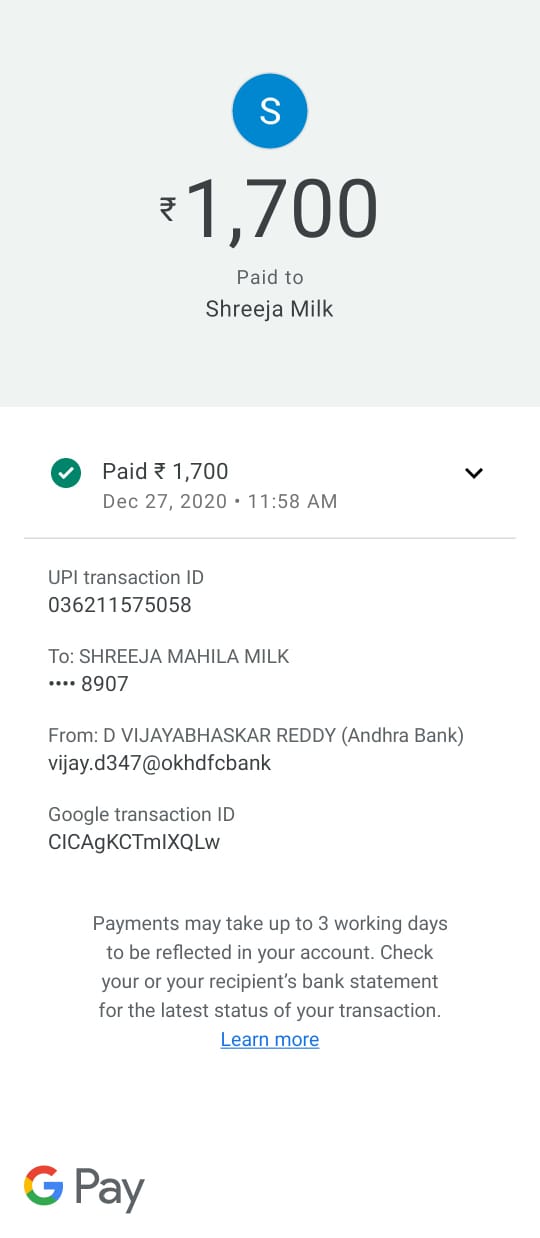 S
₹1,700
Paid to
Shreeja Milk
Paid ₹ 1,700
Dec 27, 2020 • 11:58 AM
UPI transaction ID
036211575058
To: SHREEJA MAHILA MILK
•••• 8907
From: D VIJAYABHASKAR REDDY (Andhra Bank)
vijay.d347@okhdfcbank
Google transaction ID
CICAgKCTmIXQLw
Payments may take up to 3 working days
to be reflected in your account. Check
your or your recipient’s bank statement
for the latest status of your transaction.
Learn more
G Pay